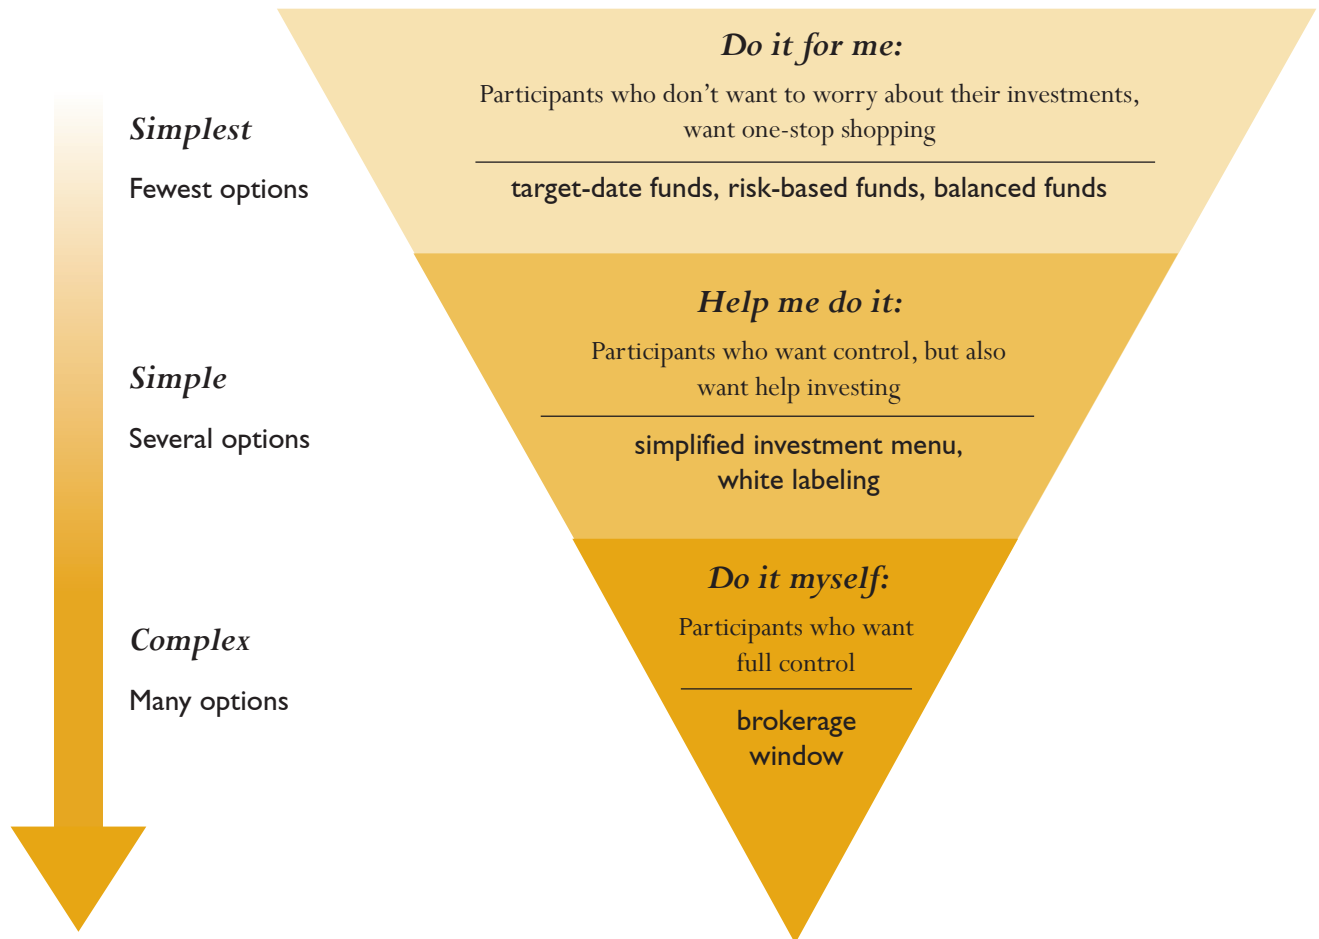 Do it for me:
Participants who don’t want to worry about their investments,
want one-stop shopping
target-date funds, risk-based funds, balanced funds
Simplest
Fewest options
Help me do it:
Participants who want control, but also
want help investing
simplified investment menu,
white labeling
Simple
Several options
Do it myself:
Participants who want
full control
brokerage
window
Complex
Many options